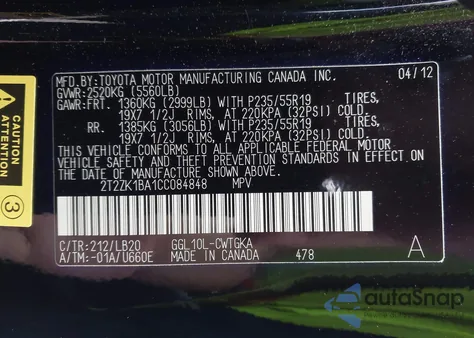 MFD.BY:TOYOTA MOTOR MANUFACTURING CANADA INC. 04/12
GVWR:2520KG (5560LB)
GAWR:FRT. 1360KG (2999LB) WITH P235/55R19 TIRES,
19X7 1/2J RIMS, AT 220KPA (32PSI) COLD
RR. 1385KG (3056LB) WITH P235/55R19 TIRES,
19X7 1/2J RIMS, AT 220KPA (32PSI) COLD
THIS VEHICLE CONFORMS TO ALL APPLICABLE FEDERAL MOTOR
VEHICLE SAFETY AND THEFT PREVENTION STANDARDS IN EFFECT
ON THE DATE OF MANUFACTURE SHOWN ABOVE.
2T2ZK1BA1CC084848 MPV
C/TR:212/LB20 GGL10L-CWTGKA
A/TM:-01A/U660E MADE IN CANADA 478 A
3
autoSnap